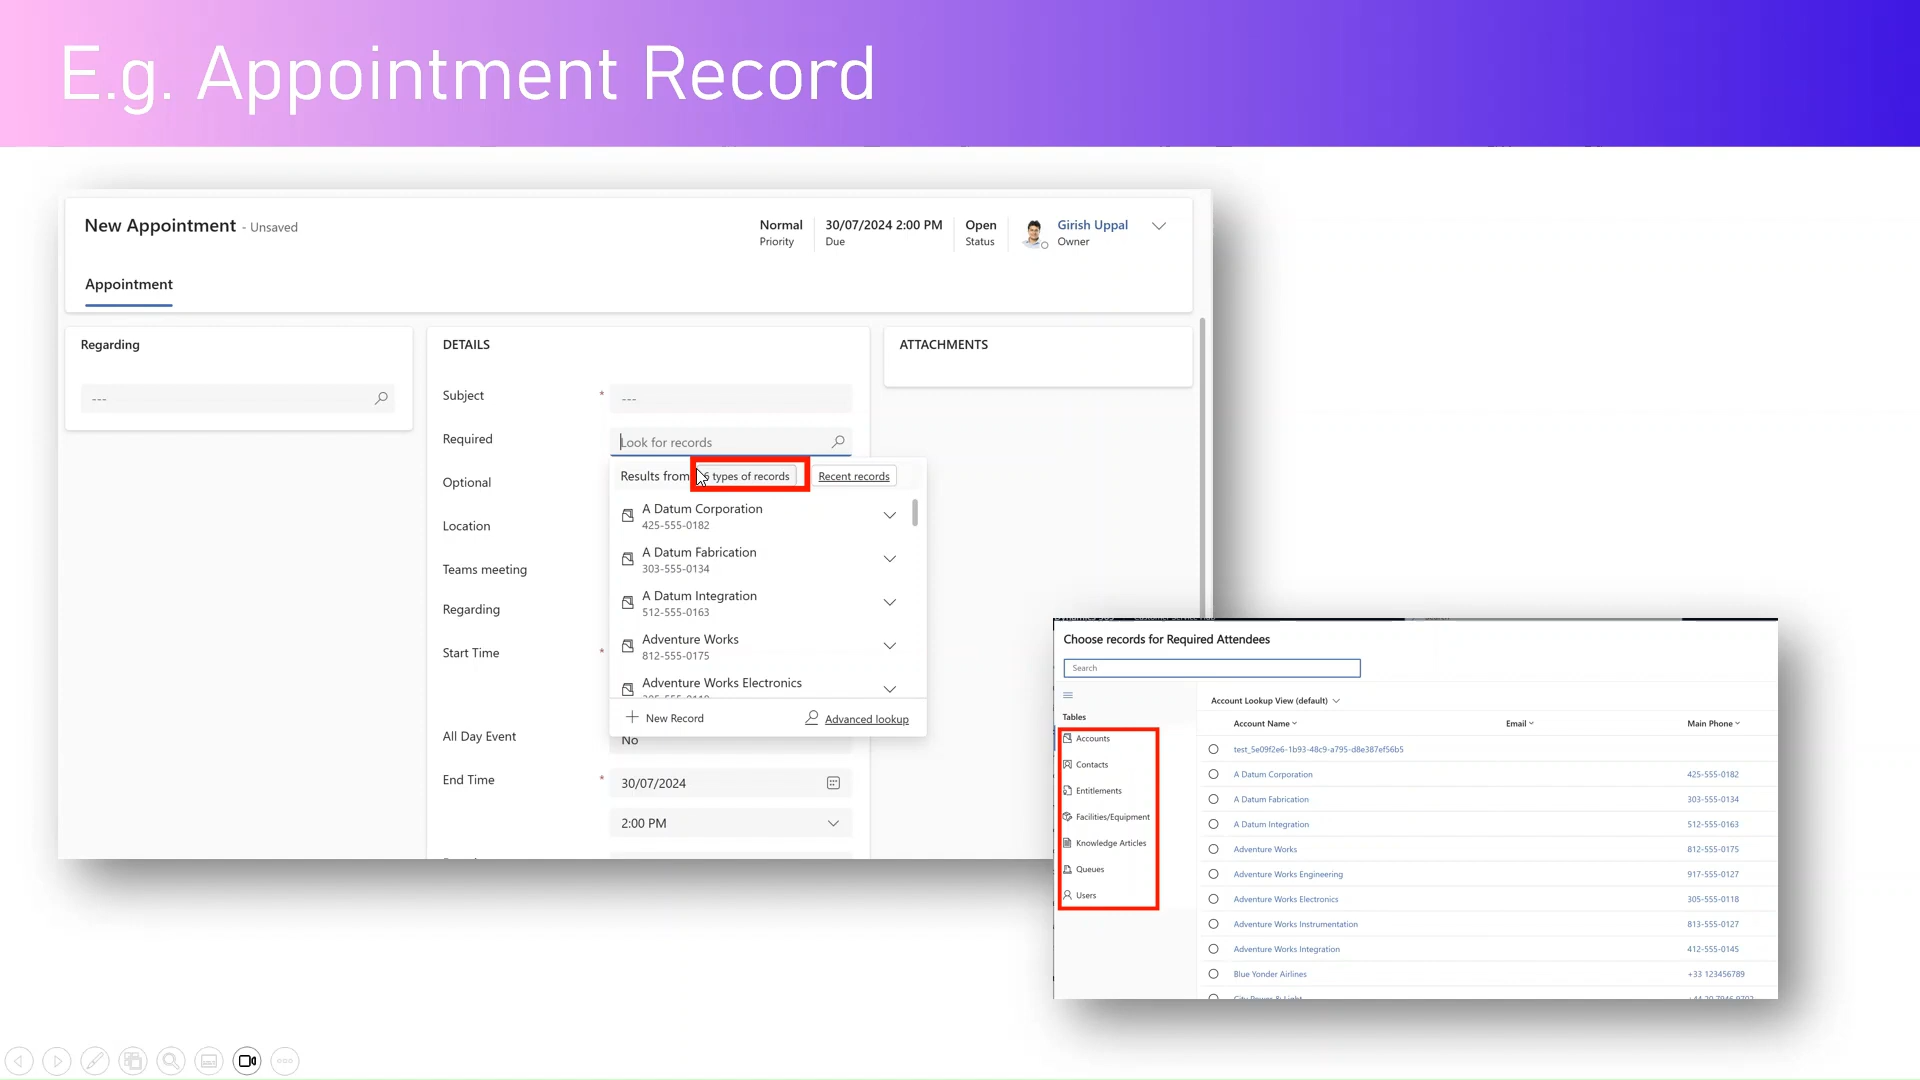 E.g. Appointment Record
New Appointment - Unsaved
Normal
Priority
30/07/2024 2:00 PM
Due
Open
Status
Girish Uppal
Owner
Appointment
Regarding
---
DETAILS
Subject *
---
Required
Look for records
Results from
types of records
Recent records
A Datum Corporation
425-555-0182
A Datum Fabrication
303-555-0134
A Datum Integration
512-555-0163
Adventure Works
812-555-0175
Adventure Works Electronics
New Record
Advanced lookup
Optional
Location
Teams meeting
Regarding
Start Time *
All Day Event
No
End Time *
30/07/2024
2:00 PM
ATTACHMENTS
Choose records for Required Attendees
Search
Tables
Accounts
Contacts
Entitlements
Facilities/Equipment
Knowledge Articles
Queues
Users
Account Lookup View (default)
Account Name Email Main Phone
test_5e09f2e6-1b93-48c9-a795-d8e387ef56b5
A Datum Corporation 425-555-0182
A Datum Fabrication 303-555-0134
A Datum Integration 512-555-0163
Adventure Works 812-555-0175
Adventure Works Engineering 917-555-0127
Adventure Works Electronics 305-555-0118
Adventure Works Instrumentation 813-555-0127
Adventure Works Integration 412-555-0145
Blue Yonder Airlines +33 123456789